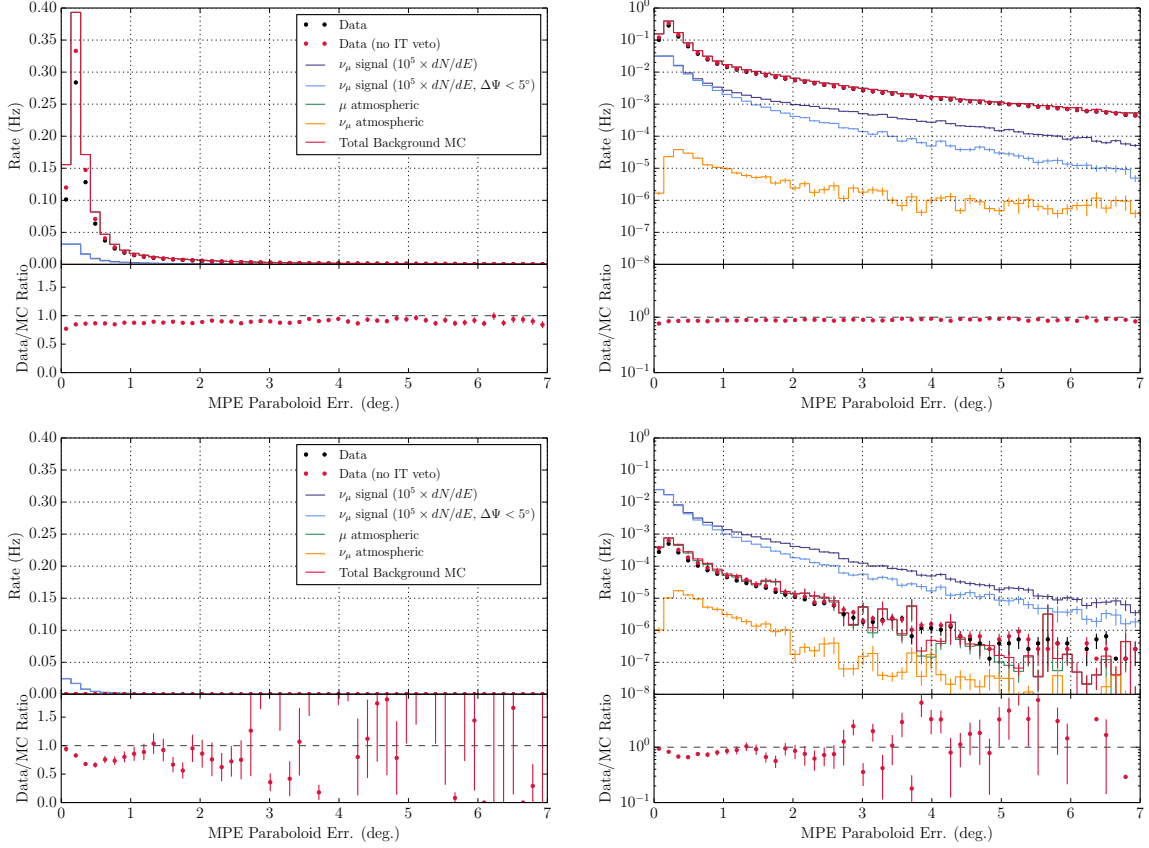 0.40
0.35
0.30
0.25
0.20
0.15
0.10
0.05
0.00
Rate (Hz)
Data
Data (no IT veto)
νμ signal (10⁵ × dN/dE)
νμ signal (10⁵ × dN/dE, ΔΨ < 5°)
μ atmospheric
νμ atmospheric
Total Background MC
1.5
1.0
0.5
0.0
Data/MC Ratio
0 1 2 3 4 5 6 7
MPE Paraboloid Err. (deg.)
10⁰
10⁻¹
10⁻²
10⁻³
10⁻⁴
10⁻⁵
10⁻⁶
10⁻⁷
10⁻⁸
Rate (Hz)
10⁰
10⁻¹
Data/MC Ratio
0 1 2 3 4 5 6 7
MPE Paraboloid Err. (deg.)
0.40
0.35
0.30
0.25
0.20
0.15
0.10
0.05
0.00
Rate (Hz)
Data
Data (no IT veto)
νμ signal (10⁵ × dN/dE)
νμ signal (10⁵ × dN/dE, ΔΨ < 5°)
μ atmospheric
νμ atmospheric
Total Background MC
1.5
1.0
0.5
0.0
Data/MC Ratio
0 1 2 3 4 5 6 7
MPE Paraboloid Err. (deg.)
10⁰
10⁻¹
10⁻²
10⁻³
10⁻⁴
10⁻⁵
10⁻⁶
10⁻⁷
10⁻⁸
Rate (Hz)
10⁰
10⁻¹
Data/MC Ratio
0 1 2 3 4 5 6 7
MPE Paraboloid Err. (deg.)